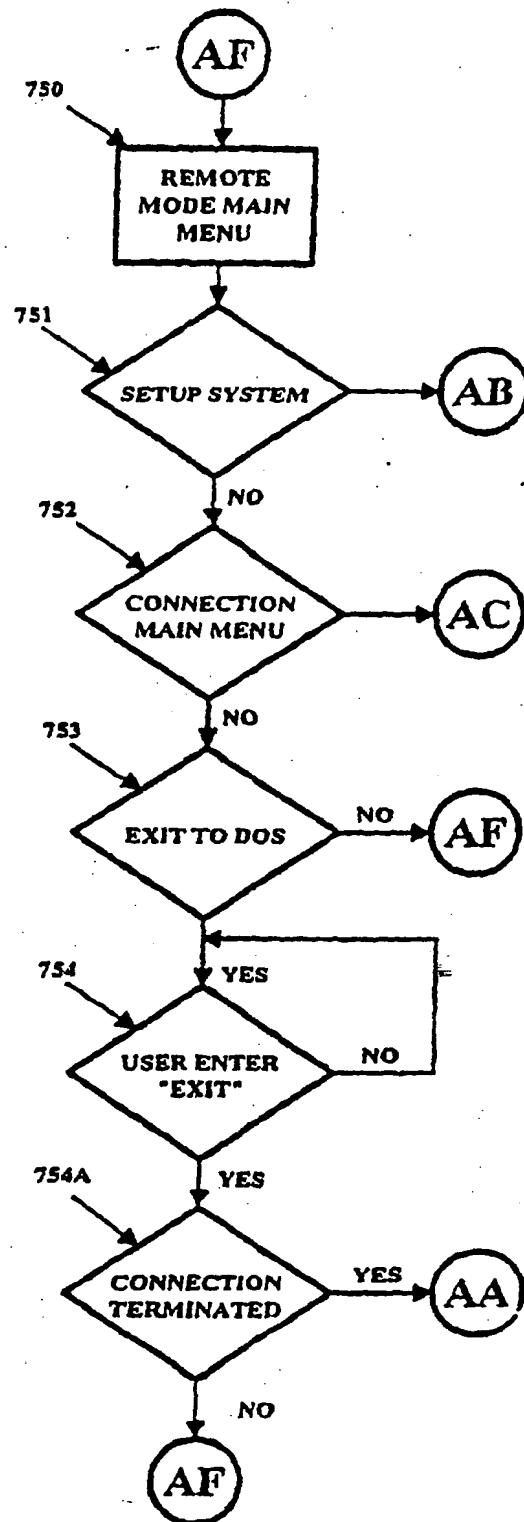 AF
750
REMOTE
MODE MAIN
MENU
751
SETUP SYSTEM
AB
NO
752
CONNECTION
MAIN MENU
AC
NO
753
EXIT TO DOS
NO
AF
YES
754
USER ENTER
"EXIT"
NO
YES
754A
CONNECTION
TERMINATED
YES
AA
NO
AF